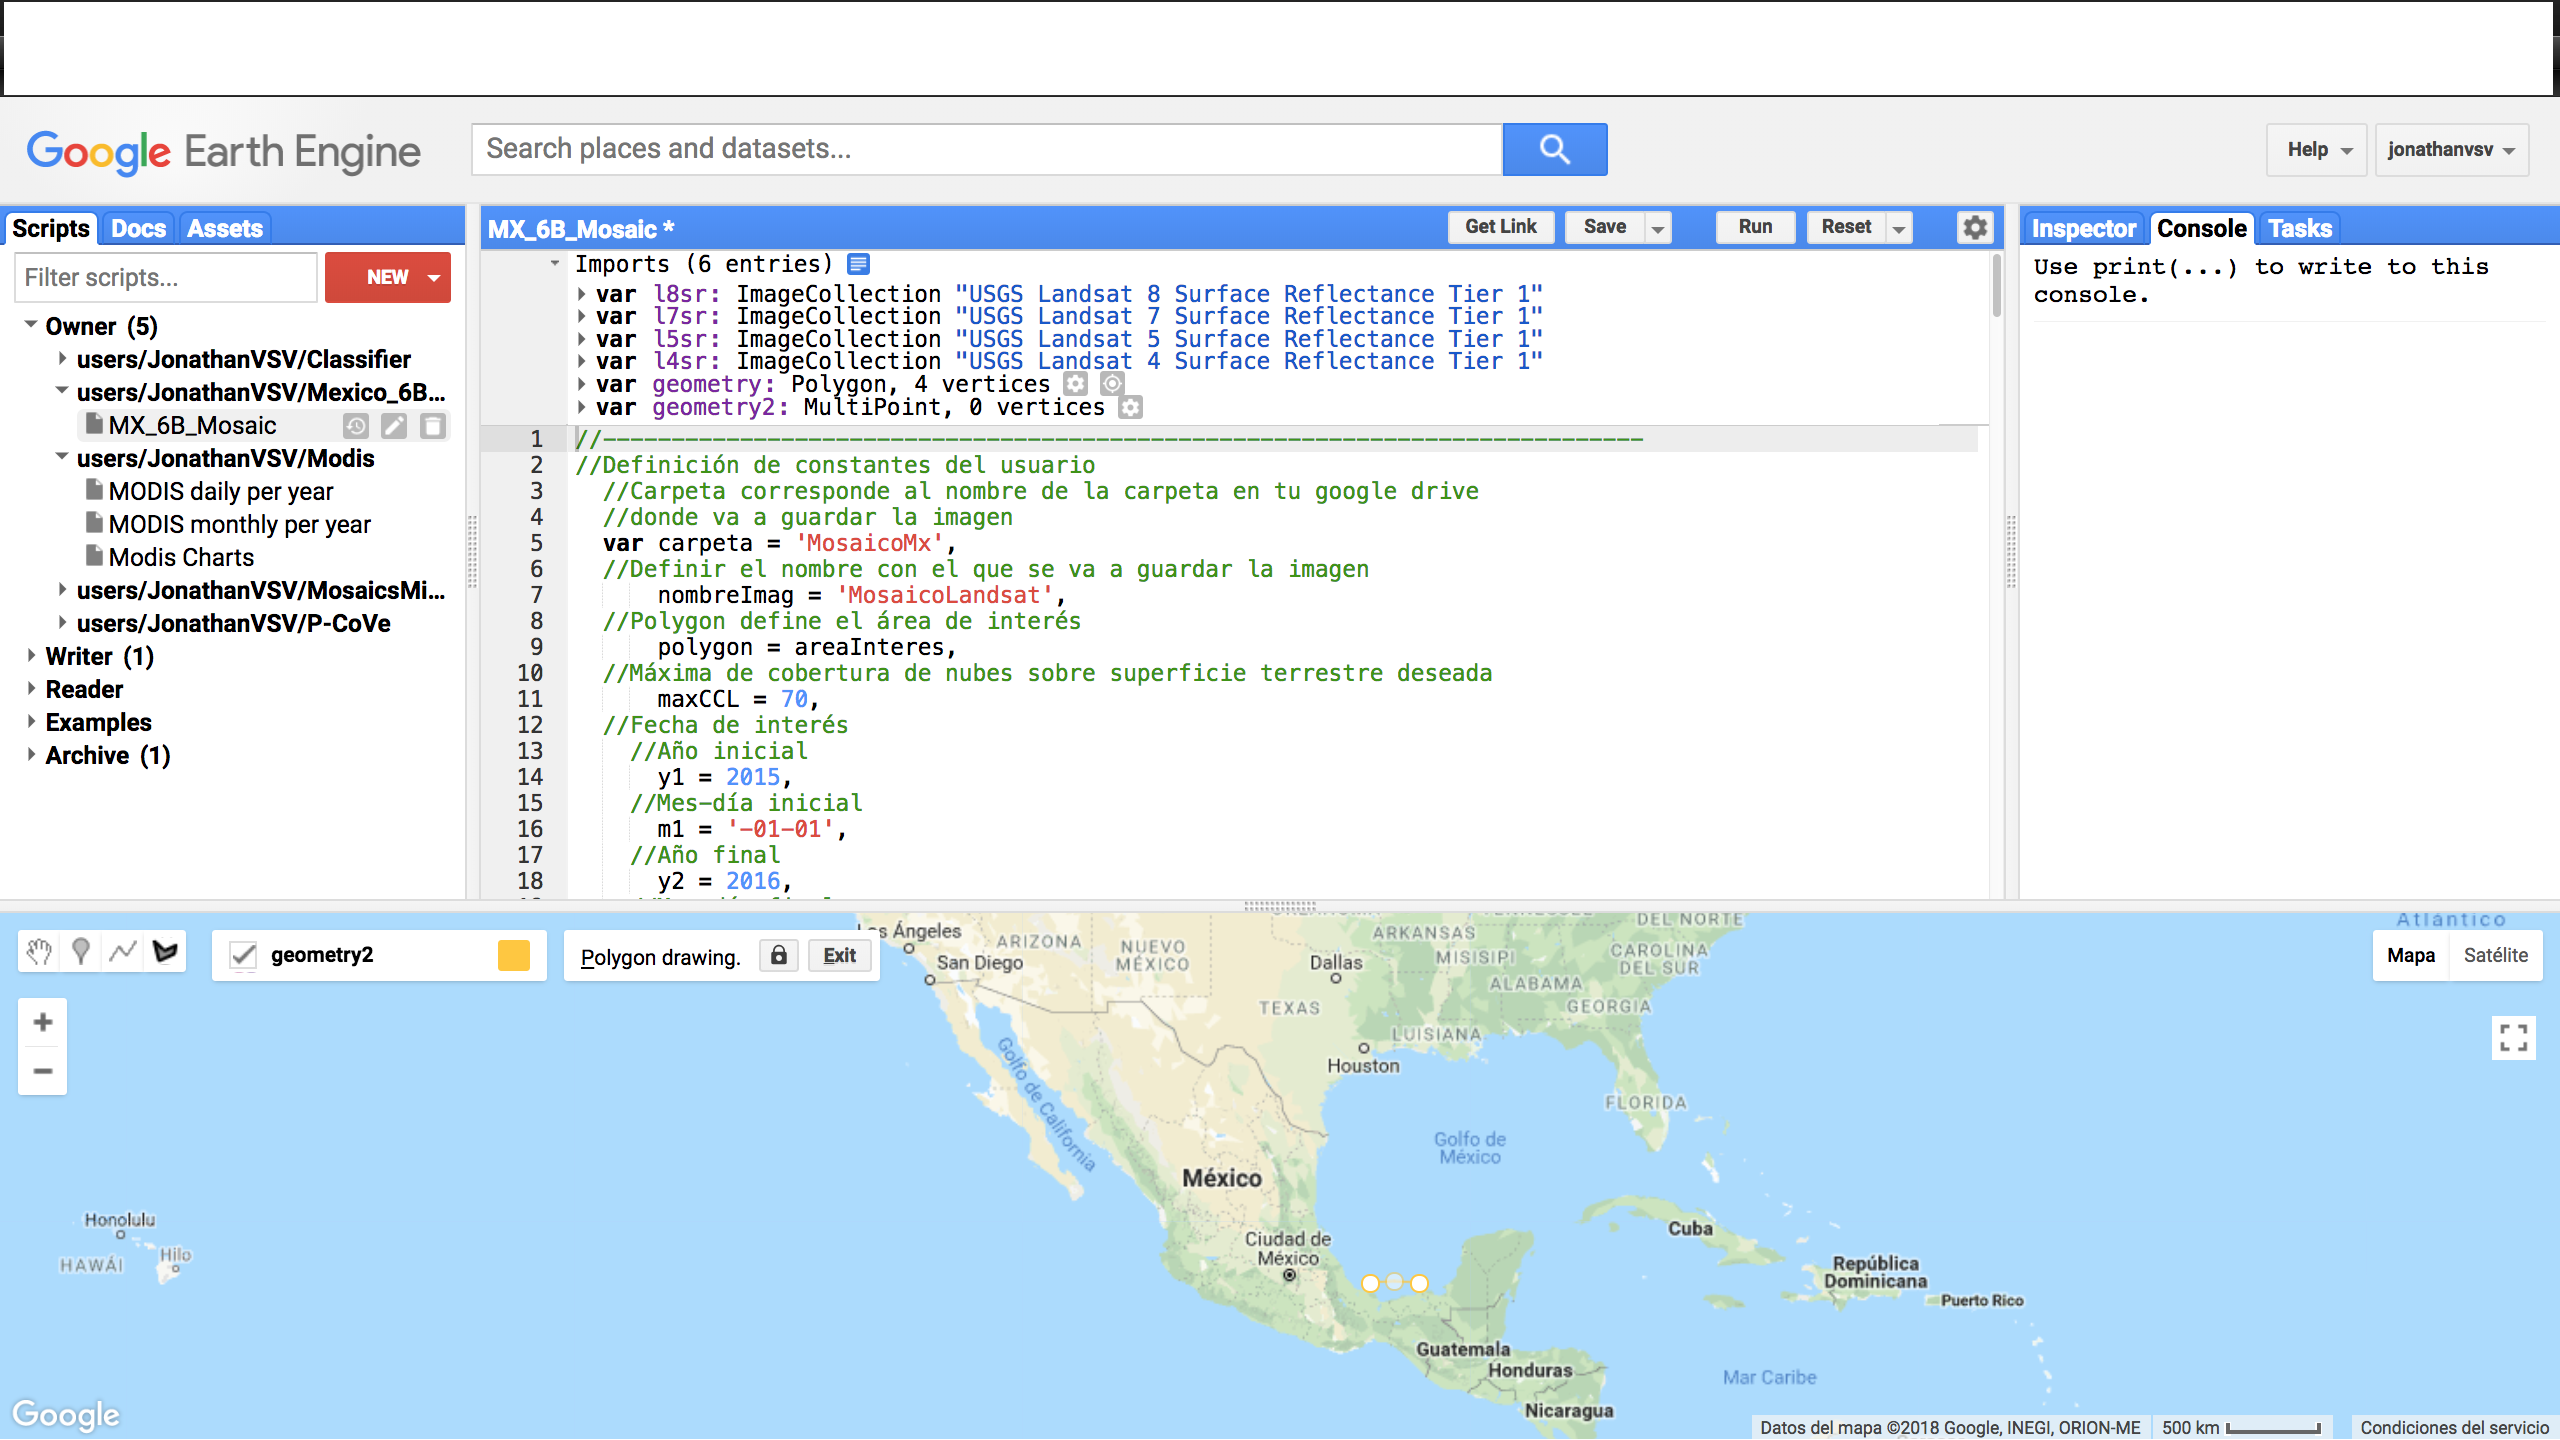 Google Earth Engine
Search places and datasets...
Help
jonathanvsv
Scripts
Docs
Assets
Filter scripts...
NEW
Owner (5)
users/JonathanVSV/Classifier
users/JonathanVSV/Mexico_6B...
MX_6B_Mosaic
users/JonathanVSV/Modis
MODIS daily per year
MODIS monthly per year
Modis Charts
users/JonathanVSV/MosaicsMi...
users/JonathanVSV/P-CoVe
Writer (1)
Reader
Examples
Archive (1)
MX_6B_Mosaic *
Get Link
Save
Run
Reset
Imports (6 entries)
var l8sr: ImageCollection "USGS Landsat 8 Surface Reflectance Tier 1"
var l7sr: ImageCollection "USGS Landsat 7 Surface Reflectance Tier 1"
var l5sr: ImageCollection "USGS Landsat 5 Surface Reflectance Tier 1"
var l4sr: ImageCollection "USGS Landsat 4 Surface Reflectance Tier 1"
var geometry: Polygon, 4 vertices
var geometry2: MultiPoint, 0 vertices
1 //----------------------------------------------------------------------------
2 //Definición de constantes del usuario
3 //Carpeta corresponde al nombre de la carpeta en tu google drive
4 //donde va a guardar la imagen
5 var carpeta = 'MosaicoMx',
6 //Definir el nombre con el que se va a guardar la imagen
7 nombreImag = 'MosaicoLandsat',
8 //Polygon define el área de interés
9 polygon = areaInteres,
10 //Máxima de cobertura de nubes sobre superficie terrestre deseada
11 maxCCL = 70,
12 //Fecha de interés
13 //Año inicial
14 y1 = 2015,
15 //Mes-día inicial
16 m1 = '-01-01',
17 //Año final
18 y2 = 2016,
Inspector
Console
Tasks
Use print(...) to write to this
console.
geometry2
Polygon drawing.
Exit
Mapa
Satélite
Atlántico
Los Ángeles
San Diego
ARIZONA
NUEVO
MÉXICO
Dallas
TEXAS
ARKANSAS
MISISIPI
ALABAMA
DEL NORTE
CAROLINA
DEL SUR
GEORGIA
LUISIANA
Houston
FLORIDA
Golfo de California
Golfo de
México
México
Ciudad de
México
Honolulu
HAWÁI
Hilo
Cuba
República
Dominicana
Puerto Rico
Guatemala
Honduras
Nicaragua
Mar Caribe
Google
Datos del mapa ©2018 Google, INEGI, ORION-ME
500 km
Condiciones del servicio